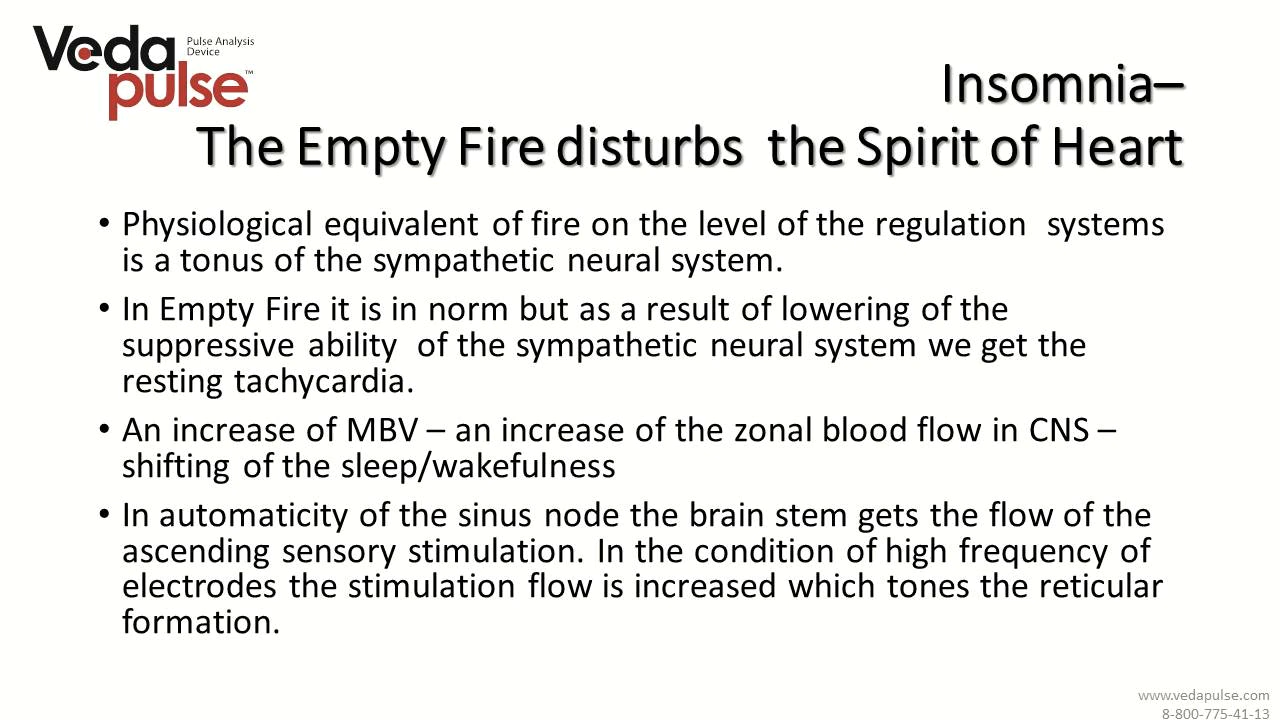 Veda
pulse™
Pulse Analysis
Device
Insomnia–
The Empty Fire disturbs the Spirit of Heart
• Physiological equivalent of fire on the level of the regulation systems
is a tonus of the sympathetic neural system.
• In Empty Fire it is in norm but as a result of lowering of the
suppressive ability of the sympathetic neural system we get the
resting tachycardia.
• An increase of MBV – an increase of the zonal blood flow in CNS –
shifting of the sleep/wakefulness
• In automaticity of the sinus node the brain stem gets the flow of the
ascending sensory stimulation. In the condition of high frequency of
electrodes the stimulation flow is increased which tones the reticular
formation.
www.vedapulse.com
8-800-775-41-13